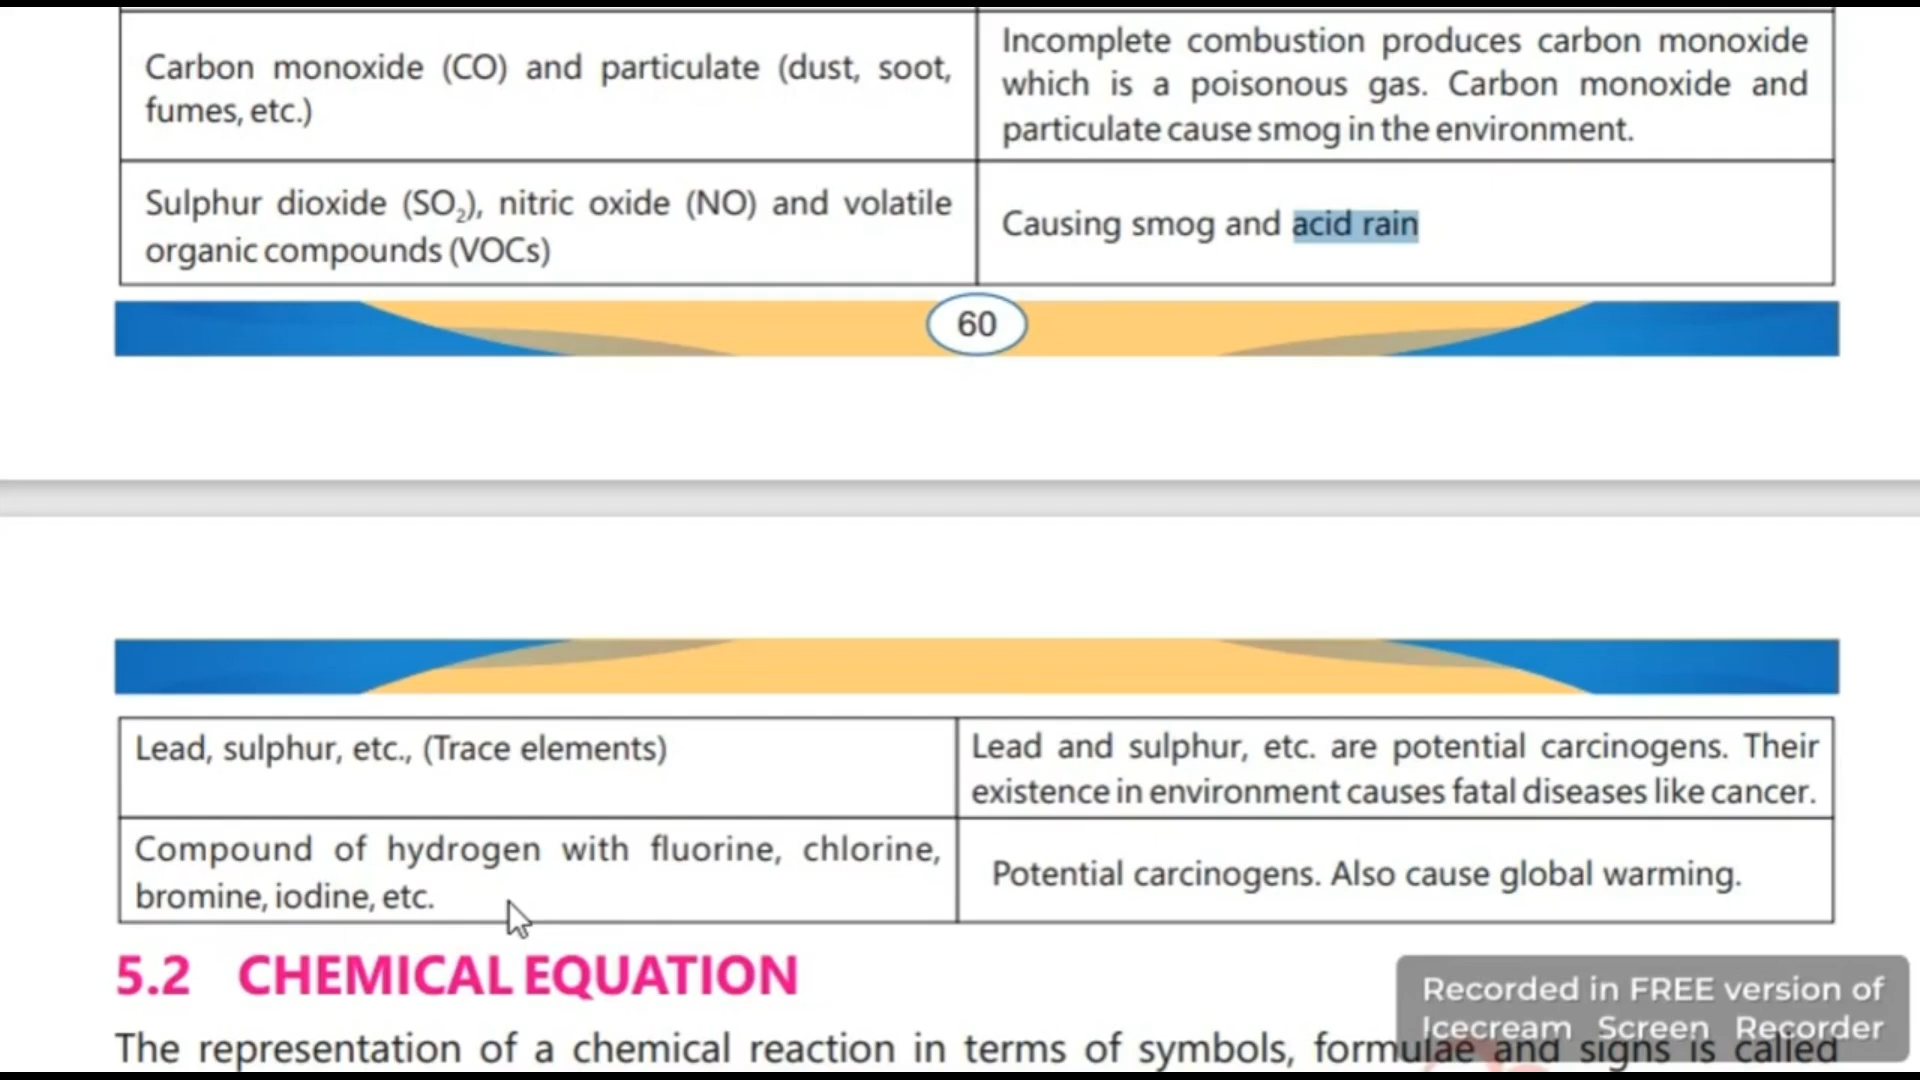 Carbon monoxide (CO) and particulate (dust, soot,
fumes, etc.)
Incomplete combustion produces carbon monoxide
which is a poisonous gas. Carbon monoxide and
particulate cause smog in the environment.
Sulphur dioxide (SO₂), nitric oxide (NO) and volatile
organic compounds (VOCs)
Causing smog and acid rain
60
Lead, sulphur, etc., (Trace elements)
Lead and sulphur, etc. are potential carcinogens. Their
existence in environment causes fatal diseases like cancer.
Compound of hydrogen with fluorine, chlorine,
bromine, iodine, etc.
Potential carcinogens. Also cause global warming.
5.2 CHEMICAL EQUATION
The representation of a chemical reaction in terms of symbols, formulae and signs is called
Recorded in FREE version of
Icecream Screen Recorder